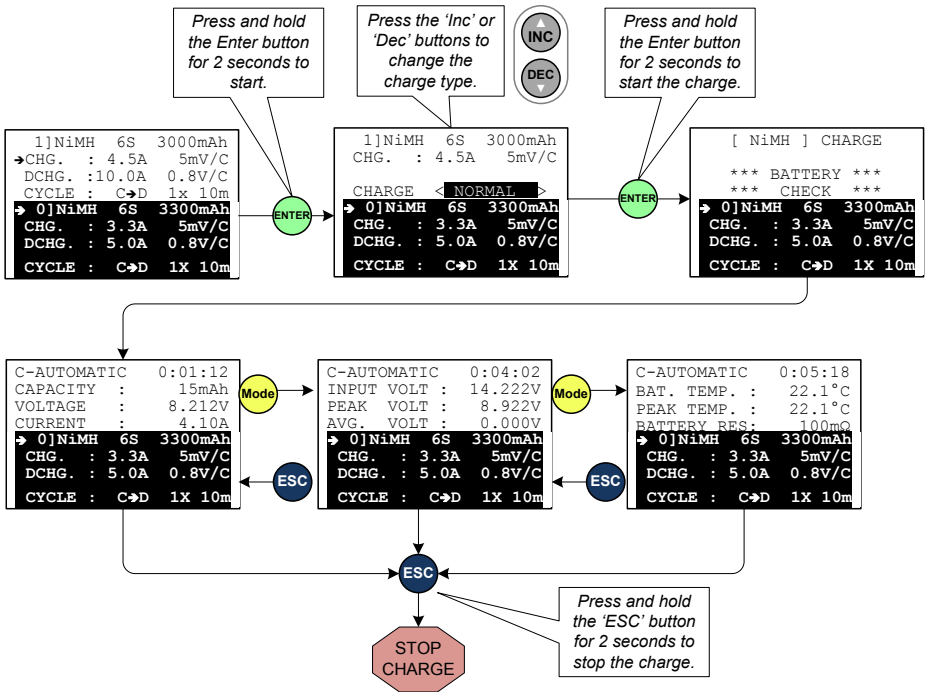 Press and hold
the Enter button
for 2 seconds to
start.
Press the 'Inc' or
'Dec' buttons to
change the
charge type.
INC
DEC
Press and hold
the Enter button
for 2 seconds to
start the charge.
1]NiMH 6S 3000mAh
➔CHG. : 4.5A 5mV/C
DCHG. :10.0A 0.8V/C
CYCLE : C➔D 1x 10m
➔ 0]NiMH 6S 3300mAh
CHG. : 3.3A 5mV/C
DCHG. : 5.0A 0.8V/C
CYCLE : C➔D 1X 10m
ENTER
1]NiMH 6S 3000mAh
CHG. : 4.5A 5mV/C
CHARGE < NORMAL >
➔ 0]NiMH 6S 3300mAh
CHG. : 3.3A 5mV/C
DCHG. : 5.0A 0.8V/C
CYCLE : C➔D 1X 10m
ENTER
[ NiMH ] CHARGE
*** BATTERY ***
*** CHECK ***
➔ 0]NiMH 6S 3300mAh
CHG. : 3.3A 5mV/C
DCHG. : 5.0A 0.8V/C
CYCLE : C➔D 1X 10m
C-AUTOMATIC 0:01:12
CAPACITY : 15mAh
VOLTAGE : 8.212V
CURRENT : 4.10A
➔ 0]NiMH 6S 3300mAh
CHG. : 3.3A 5mV/C
DCHG. : 5.0A 0.8V/C
CYCLE : C➔D 1X 10m
Mode
ESC
C-AUTOMATIC 0:04:02
INPUT VOLT : 14.222V
PEAK VOLT : 8.922V
AVG. VOLT : 0.000V
➔ 0]NiMH 6S 3300mAh
CHG. : 3.3A 5mV/C
DCHG. : 5.0A 0.8V/C
CYCLE : C➔D 1X 10m
Mode
ESC
C-AUTOMATIC 0:05:18
BAT. TEMP. : 22.1°C
PEAK TEMP. : 22.1°C
BATTERY RES: 100mΩ
➔ 0]NiMH 6S 3300mAh
CHG. : 3.3A 5mV/C
DCHG. : 5.0A 0.8V/C
CYCLE : C➔D 1X 10m
ESC
Press and hold
the 'ESC' button
for 2 seconds to
stop the charge.
STOP
CHARGE